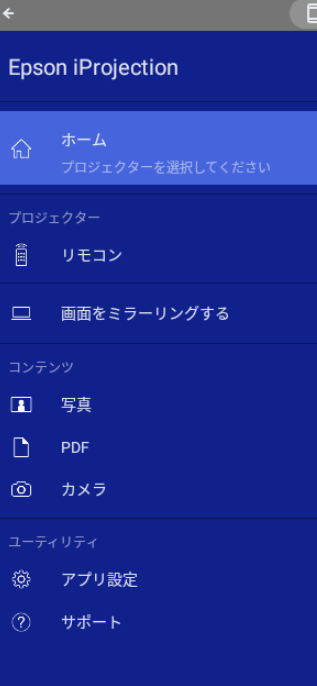 Epson iProjection
ホーム
プロジェクターを選択してください
プロジェクター
リモコン
画面をミラーリングする
コンテンツ
写真
PDF
カメラ
ユーティリティ
アプリ設定
サポート